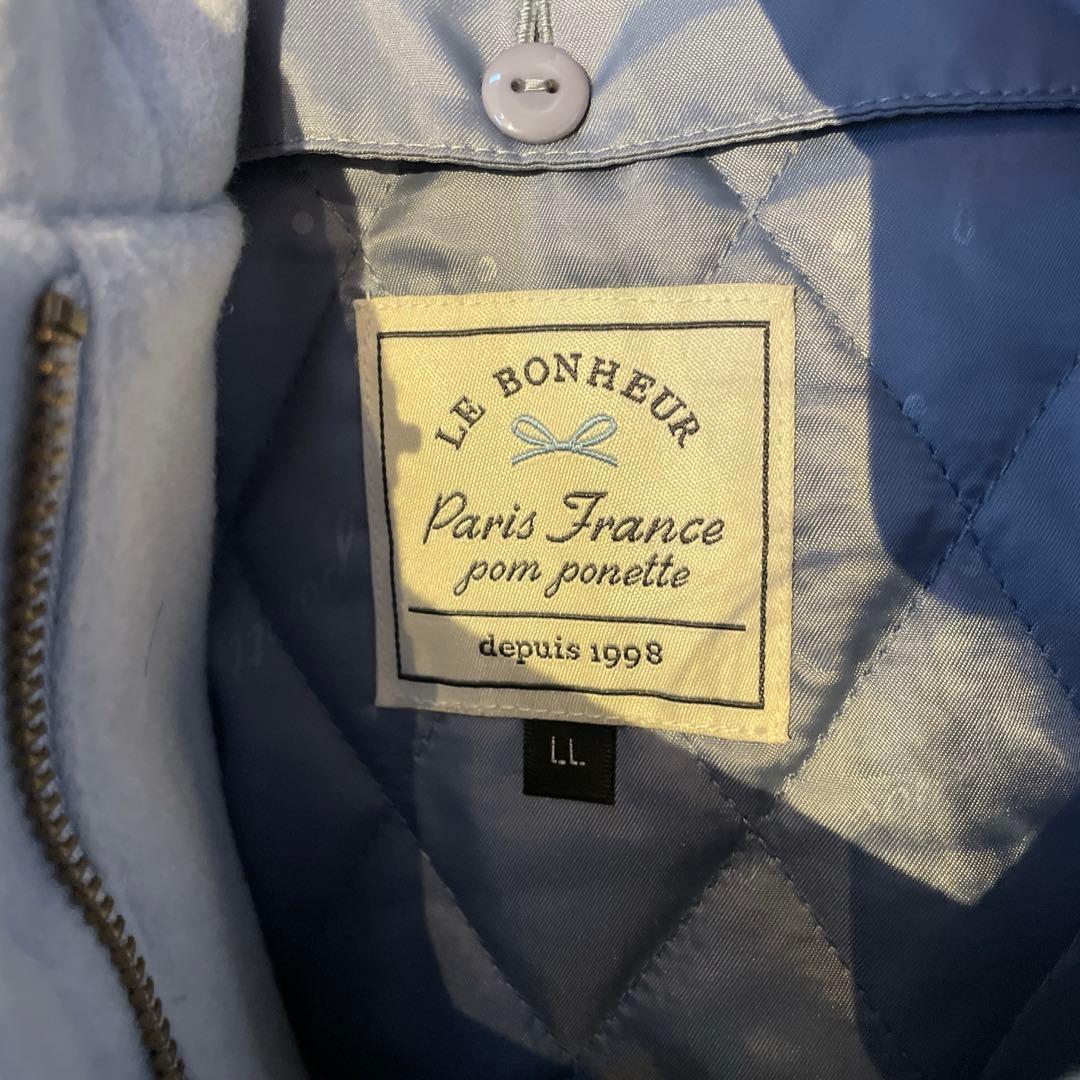 LE BONHEUR
Paris France
pom ponette
depuis 1998
LL